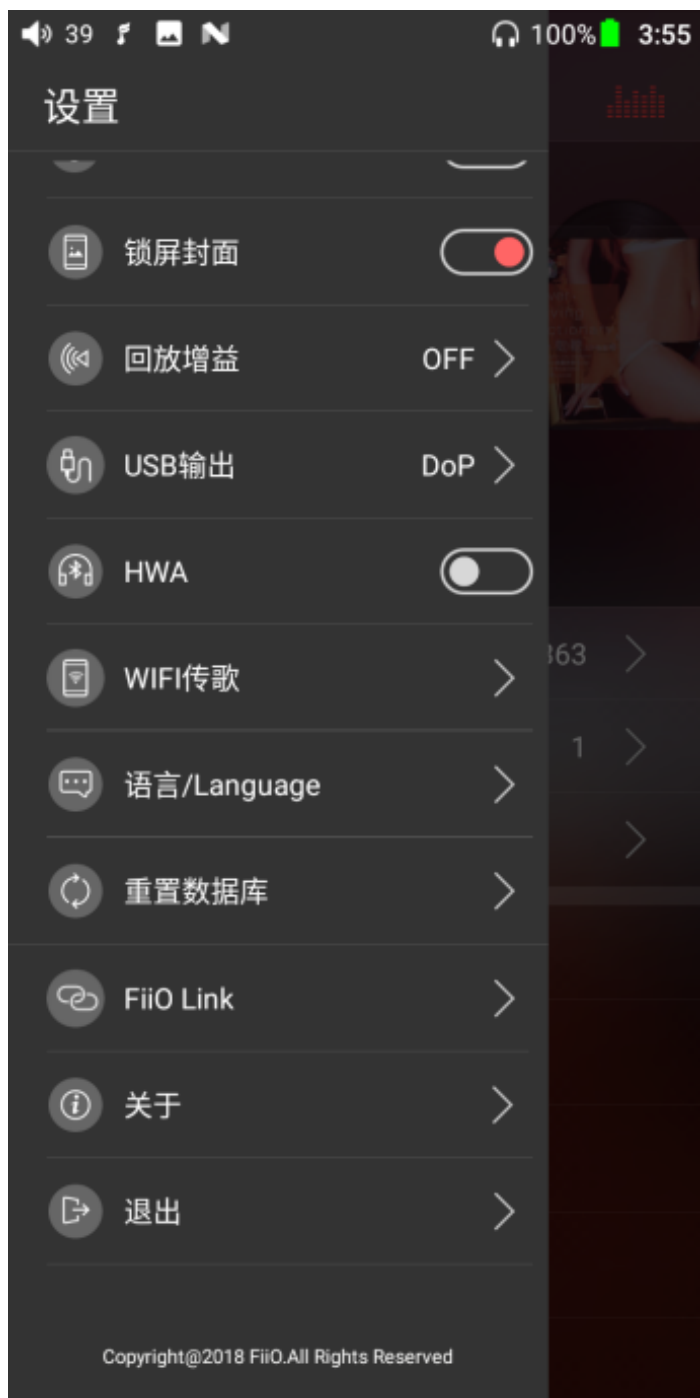 39 100% 3:55
设置
锁屏封面
回放增益 OFF
USB输出 DoP
HWA
WIFI传歌 363
语言/Language 1
重置数据库
FiiO Link
关于
退出
Copyright@2018 FiiO.All Rights Reserved